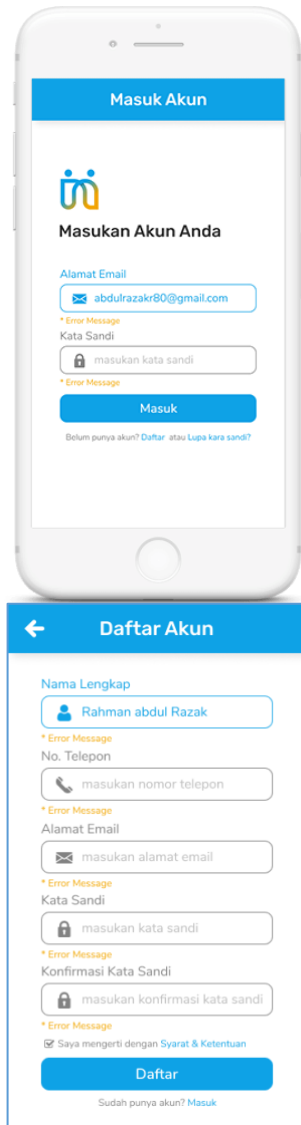 Masuk Akun
Masukan Akun Anda
Alamat Email
abdulrazakr80@gmail.com
* Error Message
Kata Sandi
masukan kata sandi
* Error Message
Masuk
Belum punya akun? Daftar atau Lupa kara sandi?
Daftar Akun
Nama Lengkap
Rahman abdul Razak
* Error Message
No. Telepon
masukan nomor telepon
* Error Message
Alamat Email
masukan alamat email
* Error Message
Kata Sandi
masukan kata sandi
* Error Message
Konfirmasi Kata Sandi
masukan konfirmasi kata sandi
* Error Message
Saya mengerti dengan Syarat & Ketentuan
Daftar
Sudah punya akun? Masuk